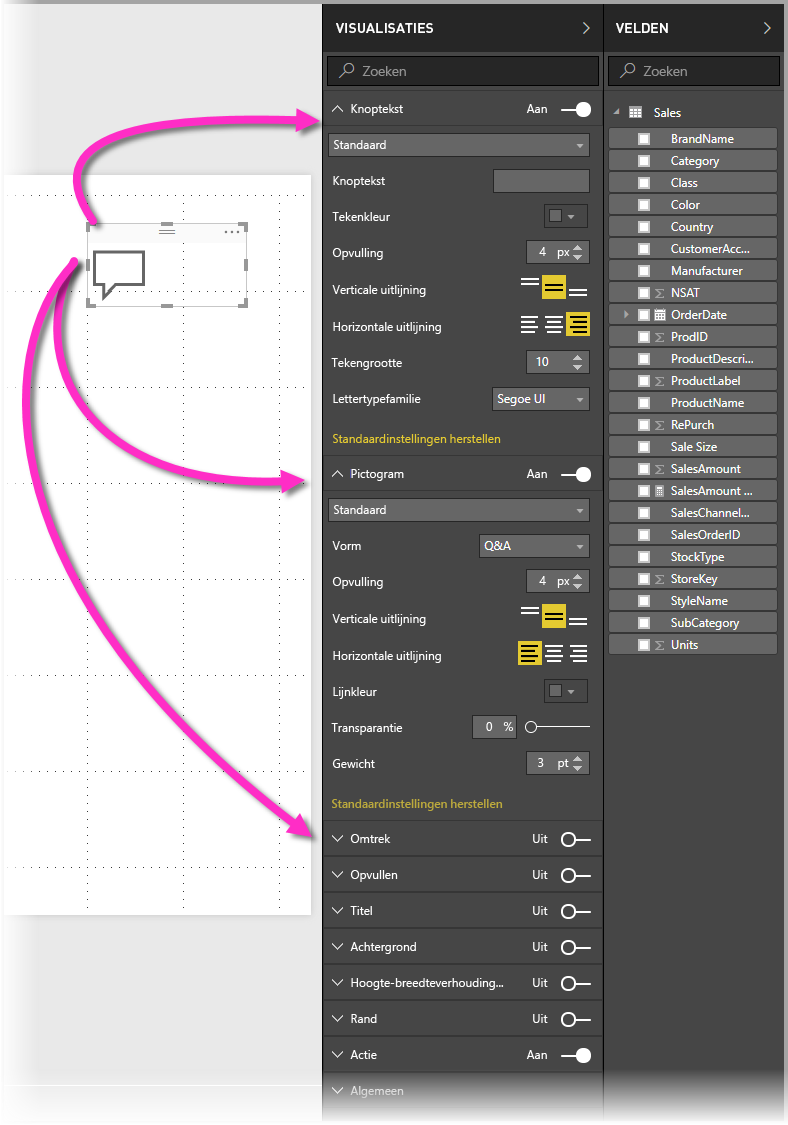 VISUALISATIES
Zoeken
Knoptekst Aan
Standaard
Knoptekst
Tekenkleur
Opvulling 4 px
Verticale uitlijning
Horizontale uitlijning
Tekengrootte 10
Lettertypefamilie Segoe UI
Standaardinstellingen herstellen
Pictogram Aan
Standaard
Vorm Q&A
Opvulling 4 px
Verticale uitlijning
Horizontale uitlijning
Lijnkleur
Transparantie 0 %
Gewicht 3 pt
Standaardinstellingen herstellen
Omtrek Uit
Opvullen Uit
Titel Uit
Achtergrond Uit
Hoogte-breedteverhouding... Uit
Rand Uit
Actie Aan
Algemeen
VELDEN
Zoeken
Sales
BrandName
Category
Class
Color
Country
CustomerAcc...
Manufacturer
Σ NSAT
OrderDate
Σ ProdID
ProductDescri...
Σ ProductLabel
ProductName
Σ RePurch
Sale Size
Σ SalesAmount
SalesAmount ...
SalesChannel...
SalesOrderID
StockType
Σ StoreKey
StyleName
SubCategory
Σ Units